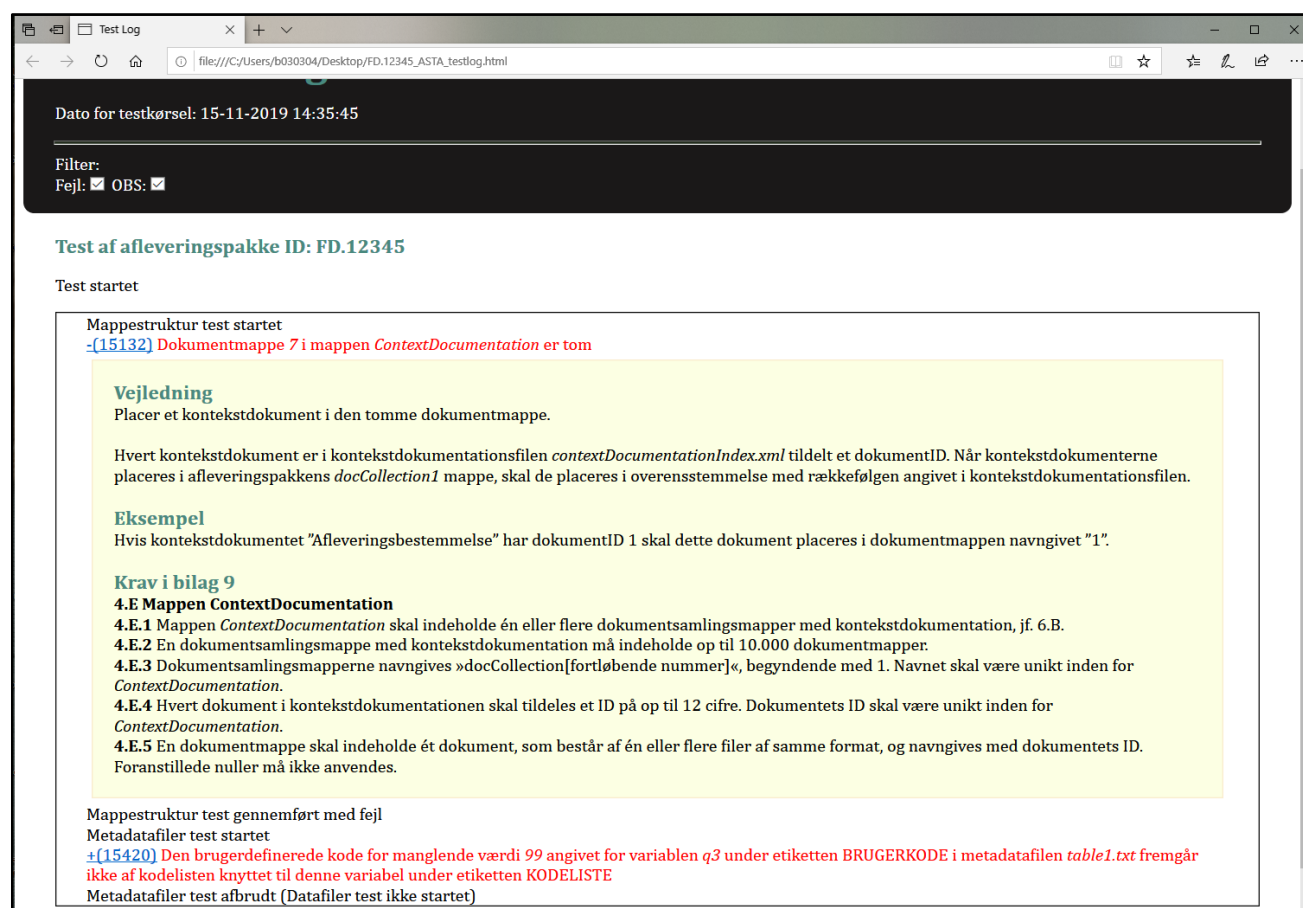 Test Log
file:///C:/Users/b030304/Desktop/FD.12345_ASTA_testlog.html
Dato for testkørsel: 15-11-2019 14:35:45
Filter:
Fejl: OBS:
Test af afleveringspakke ID: FD.12345
Test startet
Mappestruktur test startet
-(15132) Dokumentmappe 7 i mappen ContextDocumentation er tom
Vejledning
Placer et kontekstdokument i den tomme dokumentmappe.
Hvert kontekstdokument er i kontekstdokumentationsfilen contextDocumentationIndex.xml tildelt et dokumentID. Når kontekstdokumenterne
placeres i afleveringspakkens docCollection1 mappe, skal de placeres i overensstemmelse med rækkefølgen angivet i kontekstdokumentationsfilen.
Eksempel
Hvis kontekstdokumentet ”Afleveringsbestemmelse” har dokumentID 1 skal dette dokument placeres i dokumentmappen navngivet ”1”.
Krav i bilag 9
4.E Mappen ContextDocumentation
4.E.1 Mappen ContextDocumentation skal indeholde én eller flere dokumentsamlingsmapper med kontekstdokumentation, jf. 6.B.
4.E.2 En dokumentsamlingsmappe med kontekstdokumentation må indeholde op til 10.000 dokumentmapper.
4.E.3 Dokumentsamlingsmapperne navngives »docCollection[fortløbende nummer]«, begyndende med 1. Navnet skal være unikt inden for
ContextDocumentation.
4.E.4 Hvert dokument i kontekstdokumentationen skal tildeles et ID på op til 12 cifre. Dokumentets ID skal være unikt inden for
ContextDocumentation.
4.E.5 En dokumentmappe skal indeholde ét dokument, som består af én eller flere filer af samme format, og navngives med dokumentets ID.
Foranstillede nuller må ikke anvendes.
Mappestruktur test gennemført med fejl
Metadatafiler test startet
+(15420) Den brugerdefinerede kode for manglende værdi 99 angivet for variablen q3 under etiketten BRUGERKODE i metadatafilen table1.txt fremgår
ikke af kodelisten knyttet til denne variabel under etiketten KODELISTE
Metadatafiler test afbrudt (Datafiler test ikke startet)